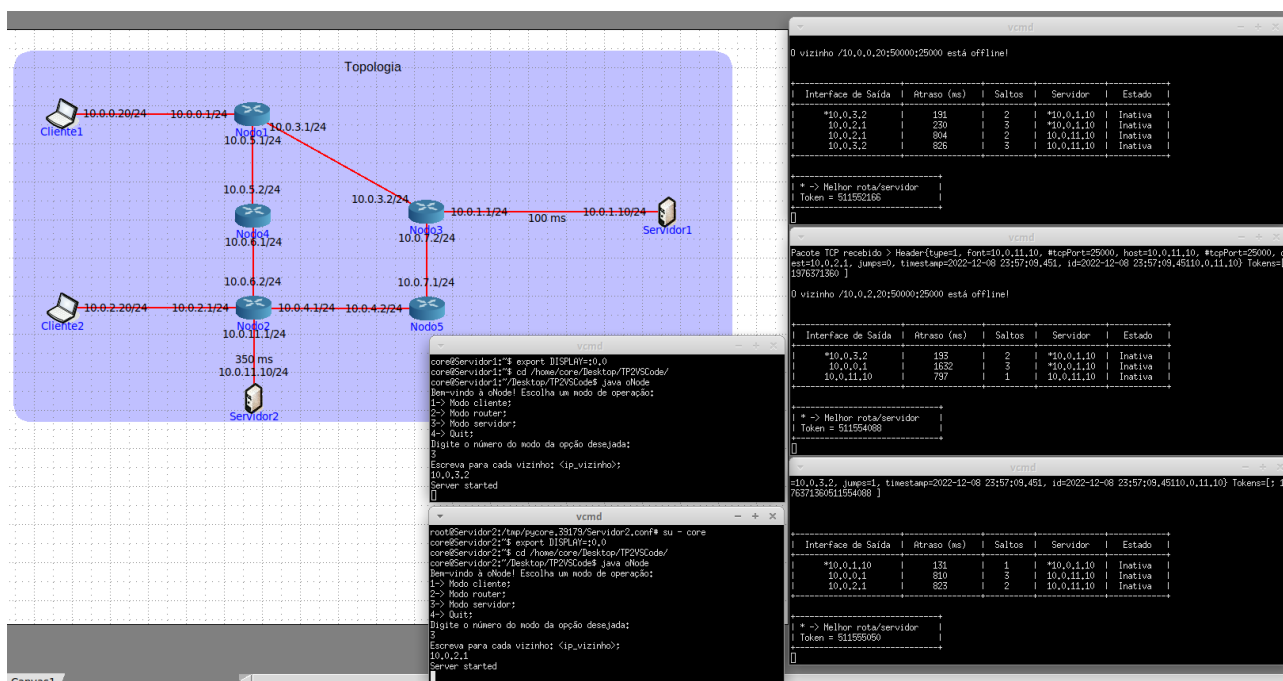 Topologia
10.0.0.20/24
10.0.0.1/24
Cliente1
Nodo1
10.0.3.1/24
10.0.5.1/24
10.0.5.2/24
10.0.3.2/24
10.0.1.1/24
100 ms
10.0.1.10/24
Nodo4
Nodo3
Servidor1
10.0.6.1/24
10.0.7.2/24
10.0.6.2/24
10.0.7.1/24
10.0.2.20/24
10.0.2.1/24
10.0.4.1/24
10.0.4.2/24
Cliente2
Nodo2
Nodo5
10.0.11.1/24
350 ms
10.0.11.10/24
Servidor2
Canvas1
vcmd
core@Servidor1:~$ export DISPLAY=:0.0
core@Servidor1:~$ cd /home/core/Desktop/TP2VSCode/
core@Servidor1:~/Desktop/TP2VSCode$ java oNode
Bem-vindo à oNode! Escolha um modo de operação:
1-> Modo cliente;
2-> Modo router;
3-> Modo servidor;
4-> Quit;
Digite o número do modo da opção desejada:
3
Escreva para cada vizinho: <ip_vizinho>;
10.0.3.2
Server started
vcmd
root@Servidor2:/tmp/pycore.39179/Servidor2.conf# su - core
core@Servidor2:~$ export DISPLAY=:0.0
core@Servidor2:~$ cd /home/core/Desktop/TP2VSCode/
core@Servidor2:~/Desktop/TP2VSCode$ java oNode
Bem-vindo à oNode! Escolha um modo de operação:
1-> Modo cliente;
2-> Modo router;
3-> Modo servidor;
4-> Quit;
Digite o número do modo da opção desejada:
3
Escreva para cada vizinho: <ip_vizinho>;
10.0.2.1
Server started
vcmd
O vizinho /10.0.0.20:50000:25000 está offline!
| Interface de Saída | Atraso (ms) | Saltos | Servidor | Estado |
| *10.0.3.2 | 191 | 2 | *10.0.1.10 | Inativa |
| 10.0.2.1 | 230 | 3 | *10.0.1.10 | Inativa |
| 10.0.2.1 | 804 | 2 | 10.0.11.10 | Inativa |
| 10.0.3.2 | 826 | 3 | 10.0.11.10 | Inativa |
| * -> Melhor rota/servidor |
| Token = 511552166 |
vcmd
Pacote TCP recebido > Header{type=1, font=10.0.11.10, #tcpPort=25000, host=10.0.11.10, #tcpPort=25000, d
est=10.0.2.1, jumps=0, timestamp=2022-12-08 23:57:09.451, id=2022-12-08 23:57:09.45110.0.11.10} Tokens=[
1976371360 ]
O vizinho /10.0.2.20:50000:25000 está offline!
| Interface de Saída | Atraso (ms) | Saltos | Servidor | Estado |
| *10.0.3.2 | 193 | 2 | *10.0.1.10 | Inativa |
| 10.0.0.1 | 1632 | 3 | *10.0.1.10 | Inativa |
| 10.0.11.10 | 797 | 1 | 10.0.11.10 | Inativa |
| * -> Melhor rota/servidor |
| Token = 511554088 |
vcmd
=10.0.3.2, jumps=1, timestamp=2022-12-08 23:57:09.451, id=2022-12-08 23:57:09.45110.0.11.10} Tokens=[; 1
76371360511554088 ]
| Interface de Saída | Atraso (ms) | Saltos | Servidor | Estado |
| *10.0.1.10 | 131 | 1 | *10.0.1.10 | Inativa |
| 10.0.0.1 | 810 | 3 | 10.0.11.10 | Inativa |
| 10.0.2.1 | 823 | 2 | 10.0.11.10 | Inativa |
| * -> Melhor rota/servidor |
| Token = 511555050 |